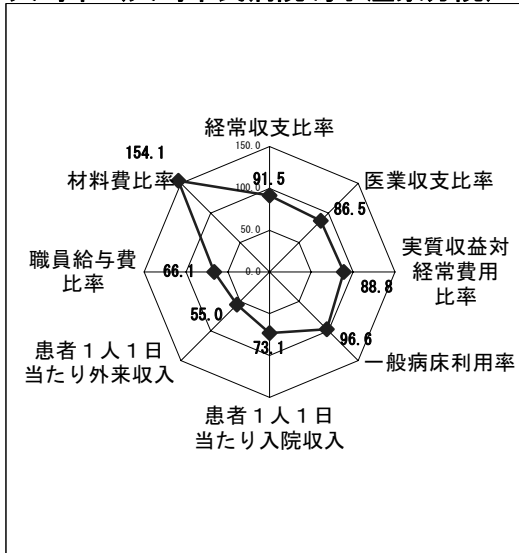 経常収支比率
150.0
154.1
材料費比率
91.5
100.0
医業収支比率
86.5
50.0
職員給与費
比率
66.1
0.0
実質収益対
経常費用
比率
88.8
55.0
96.6
73.1
患者１人１日
当たり外来収入
一般病床利用率
患者１人１日
当たり入院収入